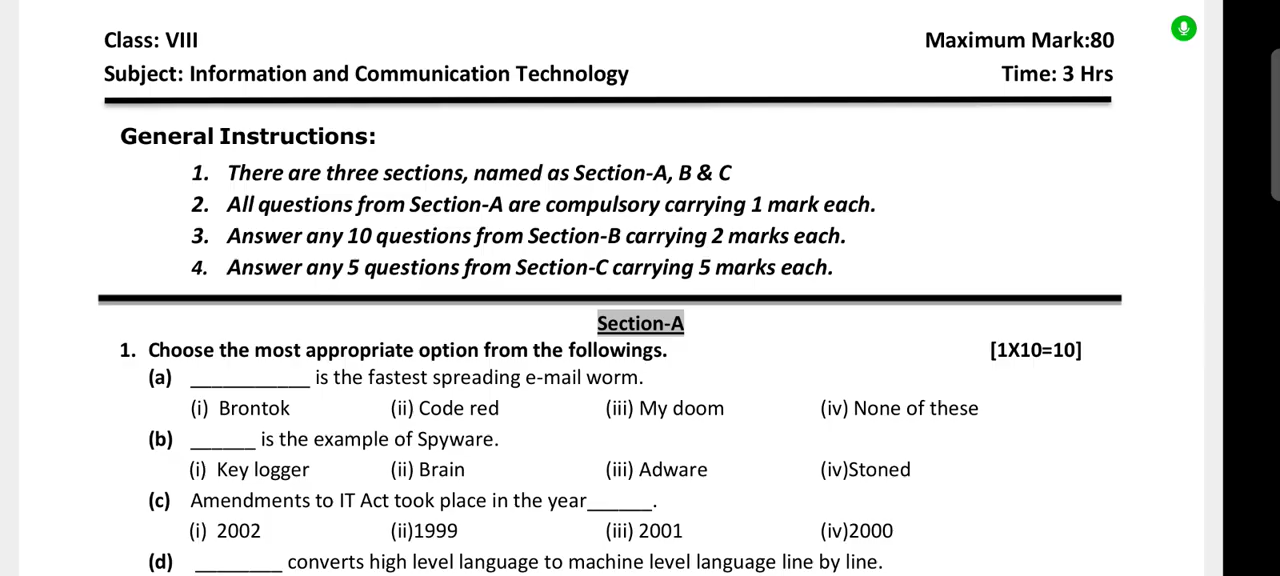 Class: VIII Maximum Mark:80
Subject: Information and Communication Technology Time: 3 Hrs
General Instructions:
1. There are three sections, named as Section-A, B & C
2. All questions from Section-A are compulsory carrying 1 mark each.
3. Answer any 10 questions from Section-B carrying 2 marks each.
4. Answer any 5 questions from Section-C carrying 5 marks each.
Section-A
1. Choose the most appropriate option from the followings. [1X10=10]
(a) ___________ is the fastest spreading e-mail worm.
(i) Brontok (ii) Code red (iii) My doom (iv) None of these
(b) ______ is the example of Spyware.
(i) Key logger (ii) Brain (iii) Adware (iv)Stoned
(c) Amendments to IT Act took place in the year______.
(i) 2002 (ii)1999 (iii) 2001 (iv)2000
(d) ________ converts high level language to machine level language line by line.